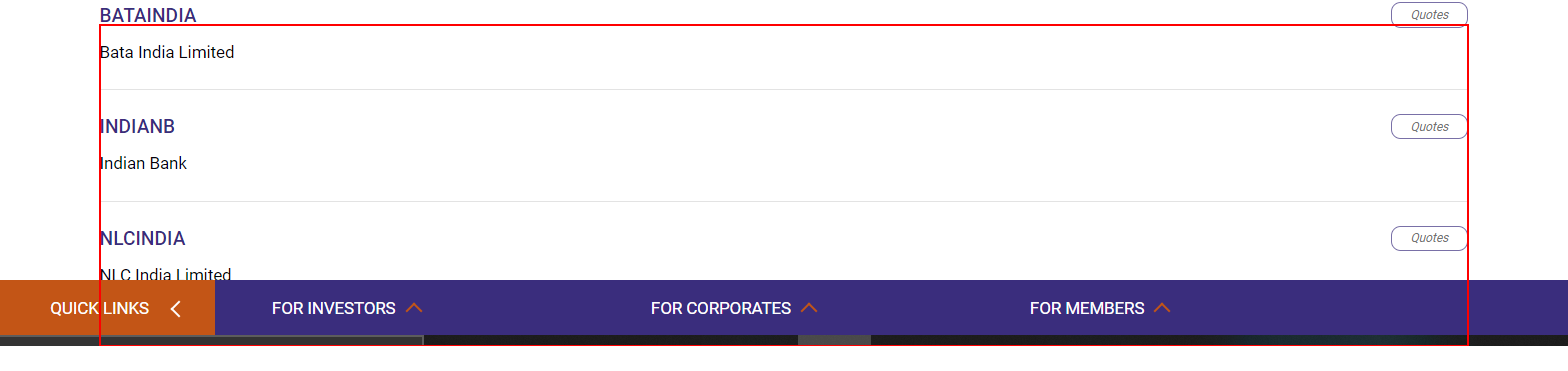 BATAINDIA Quotes
Bata India Limited
INDIANB Quotes
Indian Bank
NLCINDIA Quotes
NLC India Limited
QUICK LINKS FOR INVESTORS FOR CORPORATES FOR MEMBERS